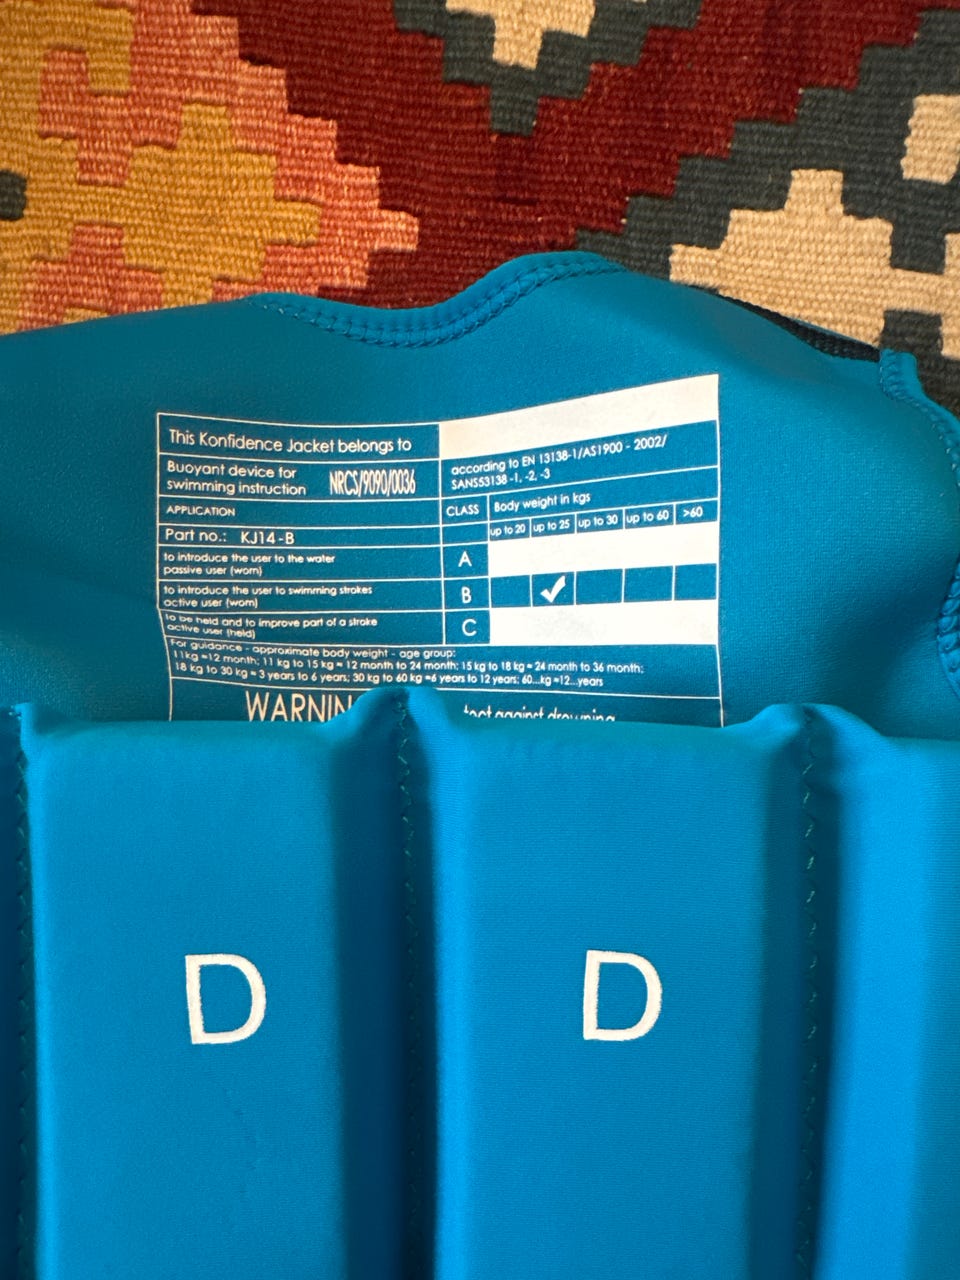 This Konfidence Jacket belongs to
Buoyant device for
swimming instruction NRCS/9090/0036
according to EN 13138-1/AS1900 - 2002/
SANS53138 -1, -2, -3
APPLICATION
CLASS
Body weight in kgs
up to 20 up to 25 up to 30 up to 60 >60
Part no.: KJ14-B
to introduce the user to the water
passive user (worn)
A
to introduce the user to swimming strokes
active user (worn)
B ✓
to be held and to improve part of a stroke
active user (held)
C
For guidance - approximate body weight - age group:
11kg =12 month; 11 kg to 15 kg = 12 month to 24 month; 15 kg to 18 kg = 24 month to 36 month;
18 kg to 30 kg = 3 years to 6 years; 30 kg to 60 kg =6 years to 12 years; 60...kg =12...years
WARNIN
against drowning
D D